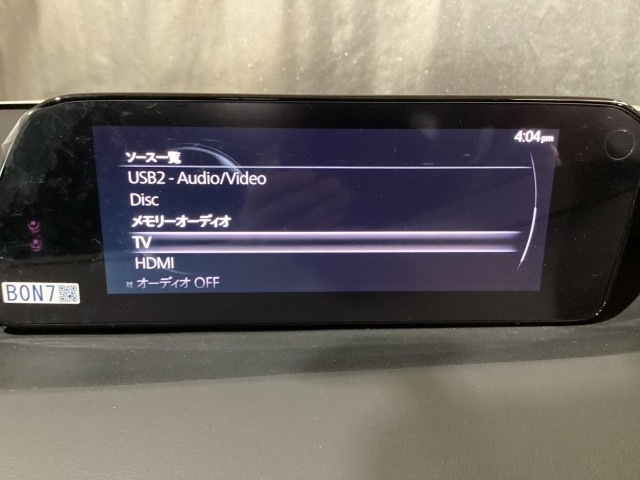 4:04pm
ソース一覧
USB2 - Audio/Video
Disc
メモリーオーディオ
TV
HDMI
オーディオ OFF
BON7